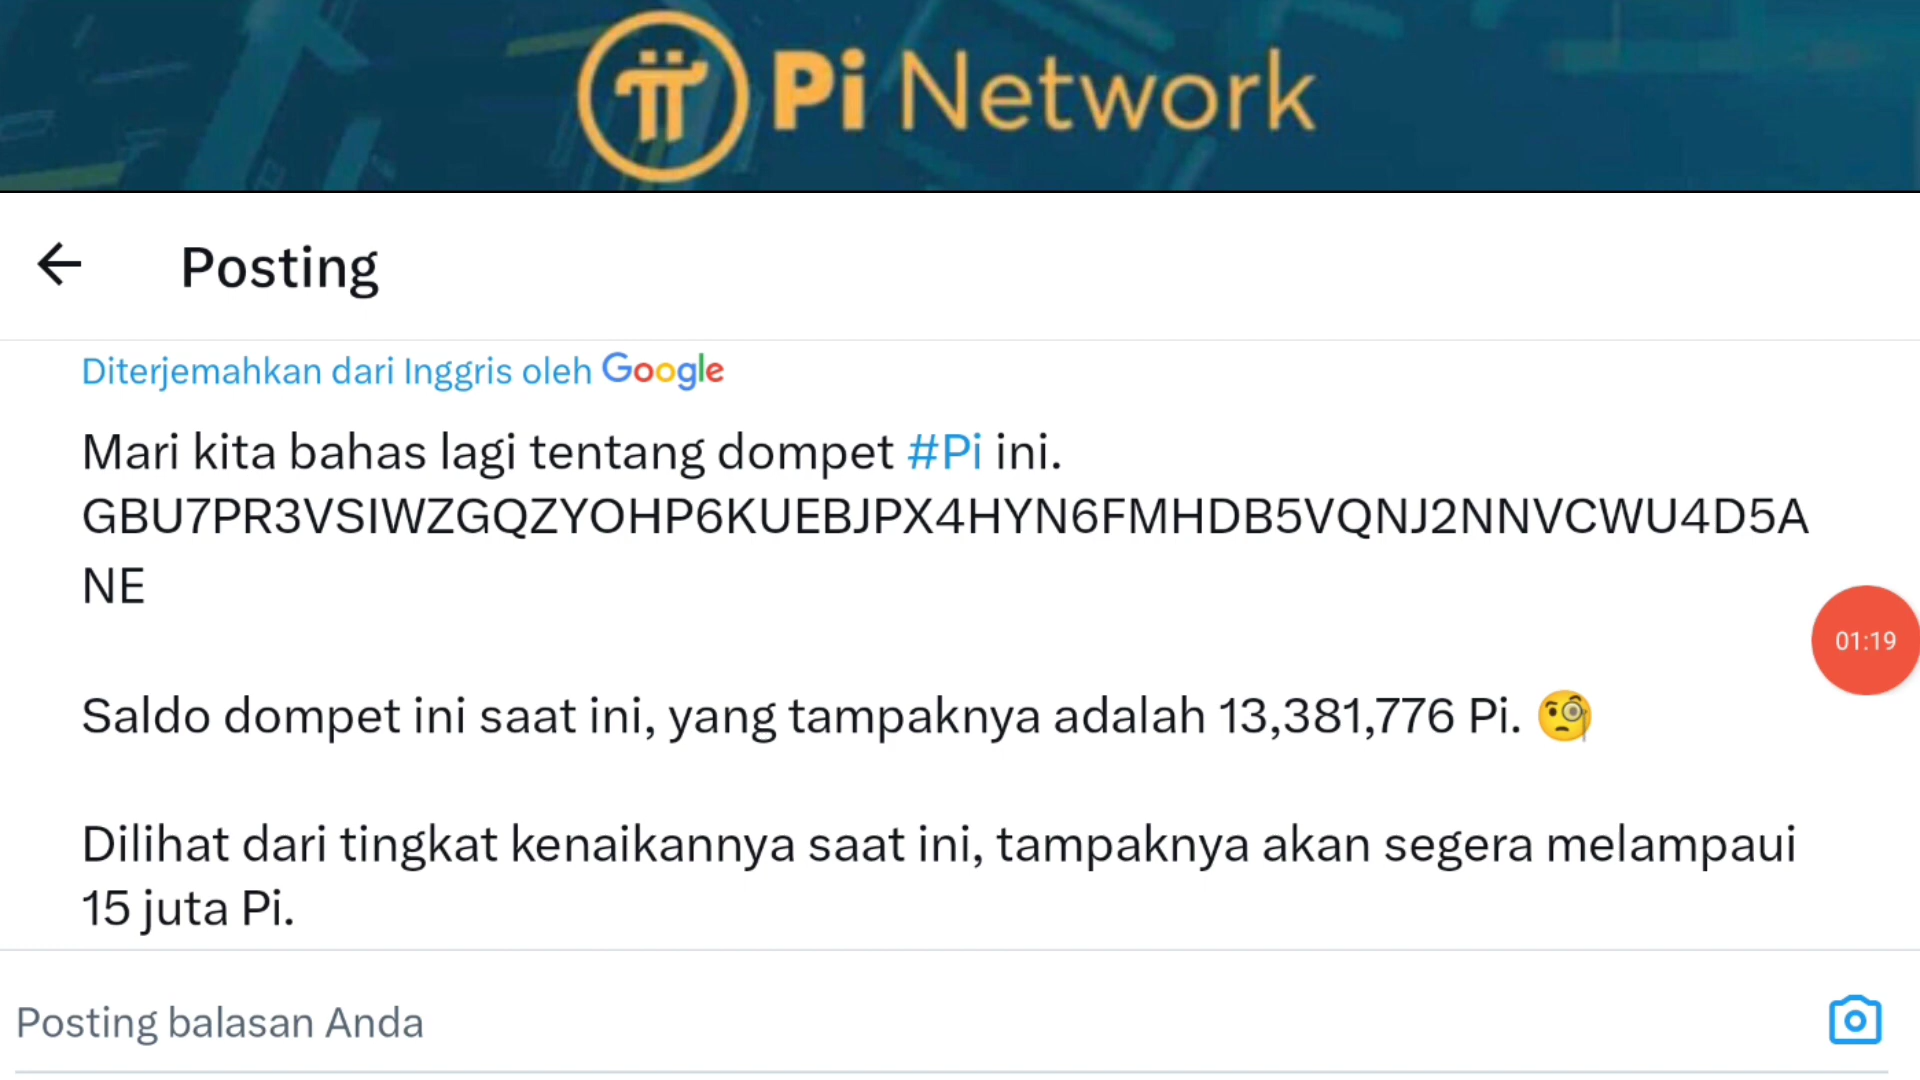 Pi Network
Posting
Diterjemahkan dari Inggris oleh Google
Mari kita bahas lagi tentang dompet #Pi ini.
GBU7PR3VSIWZGQZYOHP6KUEBJPX4HYN6FMHDB5VQNJ2NNVCWU4D5A
NE
01:19
Saldo dompet ini saat ini, yang tampaknya adalah 13,381,776 Pi. 🧐
Dilihat dari tingkat kenaikannya saat ini, tampaknya akan segera melampaui
15 juta Pi.
Posting balasan Anda